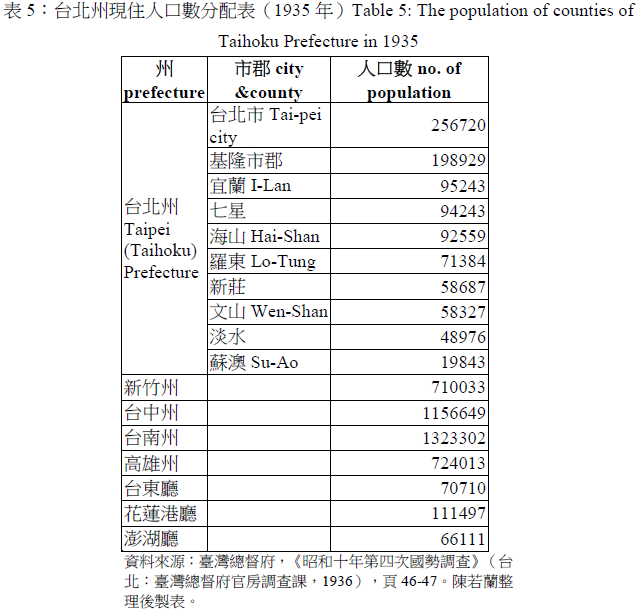 表 5：台北州現住人口數分配表（1935 年）Table 5: The population of counties of
Taihoku Prefecture in 1935
州 市郡 city 人口數 no. of
prefecture &county population
台北州
Taipei
(Taihoku)
Prefecture
台北市 Tai-pei
city 256720
基隆市郡 198929
宜蘭 I-Lan 95243
七星 94243
海山 Hai-Shan 92559
羅東 Lo-Tung 71384
新莊 58687
文山 Wen-Shan 58327
淡水 48976
蘇澳 Su-Ao 19843
新竹州 710033
台中州 1156649
台南州 1323302
高雄州 724013
台東廳 70710
花蓮港廳 111497
澎湖廳 66111
資料來源：臺灣總督府，《昭和十年第四次國勢調查》（台
北：臺灣總督府官房調查課，1936），頁 46-47。陳若蘭整
理後製表。